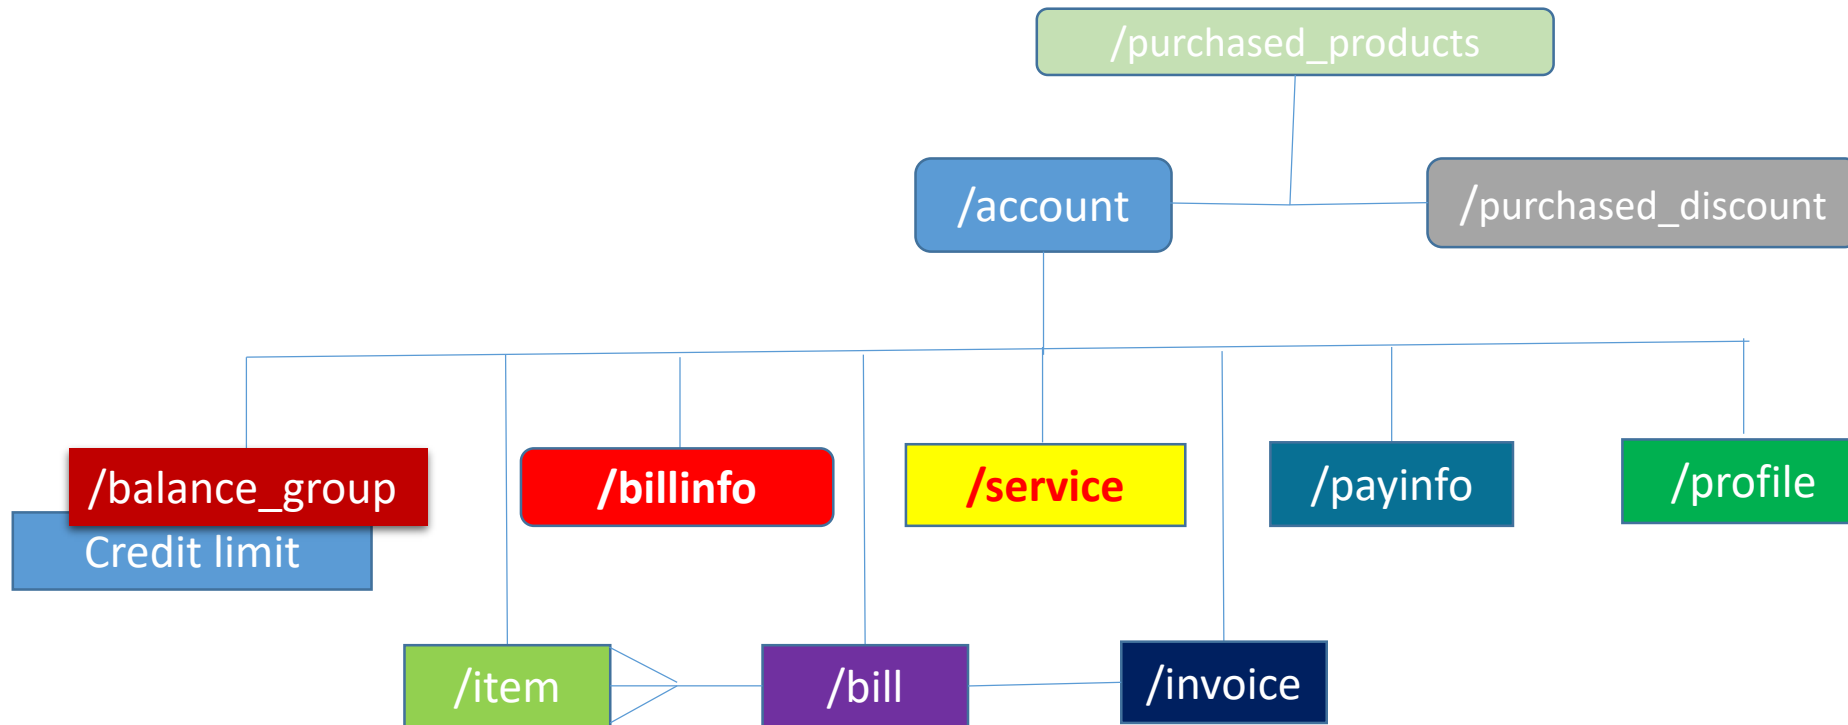 /purchased_products
/account
/purchased_discount
/balance_group
/billinfo
/service
/payinfo
/profile
Credit limit
/item
/bill
/invoice